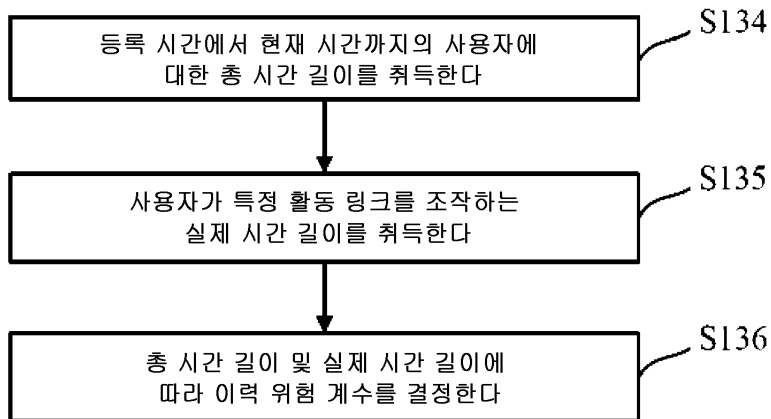 등록 시간에서 현재 시간까지의 사용자에
대한 총 시간 길이를 취득한다
S134
사용자가 특정 활동 링크를 조작하는
실제 시간 길이를 취득한다
S135
총 시간 길이 및 실제 시간 길이에
따라 이력 위험 계수를 결정한다
S136